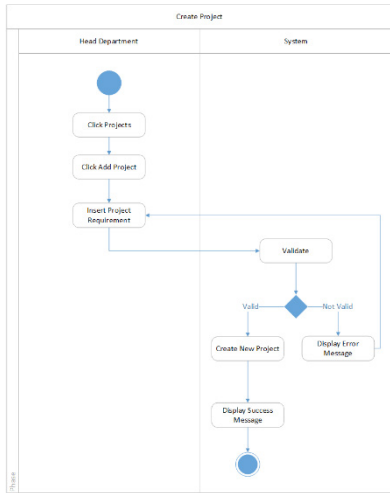 Create Project
Head Department
System
Click Projects
Click Add Project
Insert Project
Requirement
Validate
Valid
Not Valid
Create New Project
Display Error
Message
Display Success
Message
Phase